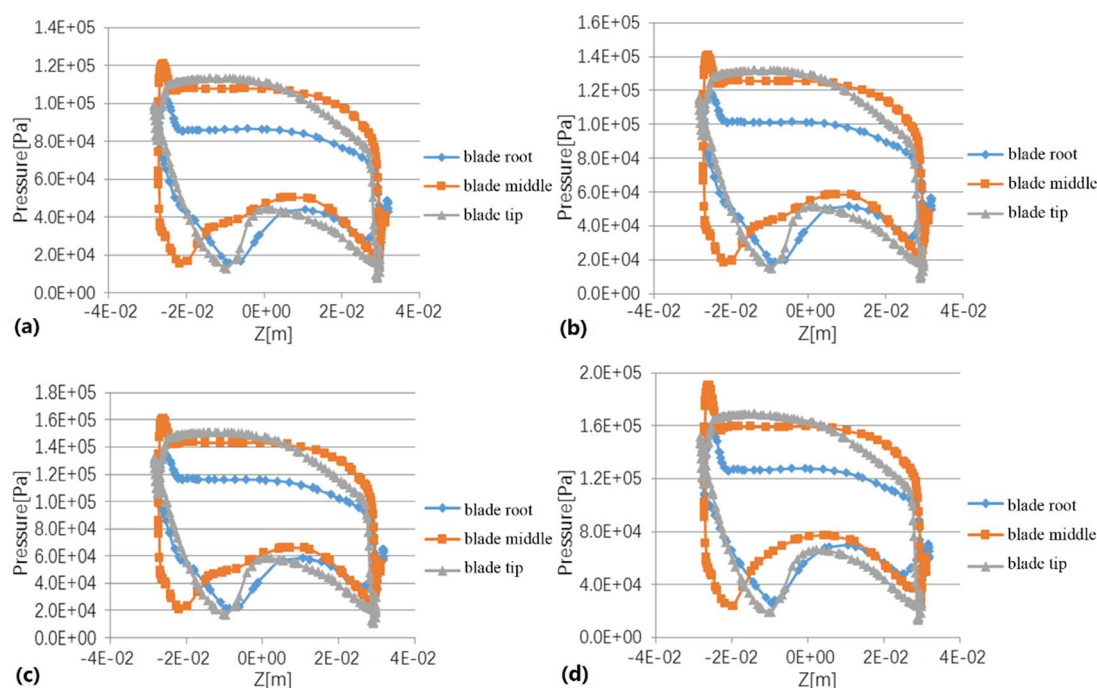 1.4E+05
1.2E+05
1.0E+05
8.0E+04
6.0E+04
4.0E+04
2.0E+04
0.0E+00
Pressure[Pa]
-4E-02 -2E-02 0E+00 2E-02 4E-02
Z[m]
blade root
blade middle
blade tip
(a)
1.6E+05
1.4E+05
1.2E+05
1.0E+05
8.0E+04
6.0E+04
4.0E+04
2.0E+04
0.0E+00
Pressure[Pa]
-4E-02 -2E-02 0E+00 2E-02 4E-02
Z[m]
blade root
blade middle
blade tip
(b)
1.8E+05
1.6E+05
1.4E+05
1.2E+05
1.0E+05
8.0E+04
6.0E+04
4.0E+04
2.0E+04
0.0E+00
Pressure[Pa]
-4E-02 -2E-02 0E+00 2E-02 4E-02
Z[m]
blade root
blade middle
blade tip
(c)
2.0E+05
1.6E+05
1.2E+05
8.0E+04
4.0E+04
0.0E+00
Pressure[Pa]
-4E-02 -2E-02 0E+00 2E-02 4E-02
Z[m]
blade root
blade middle
blade tip
(d)